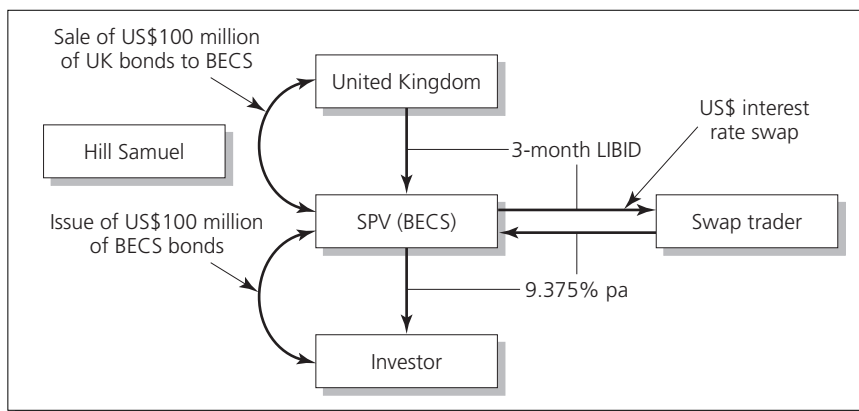 Sale of US$100 million
of UK bonds to BECS
United Kingdom
US$ interest
rate swap
Hill Samuel
3-month LIBID
Issue of US$100 million
of BECS bonds
SPV (BECS)
Swap trader
9.375% pa
Investor